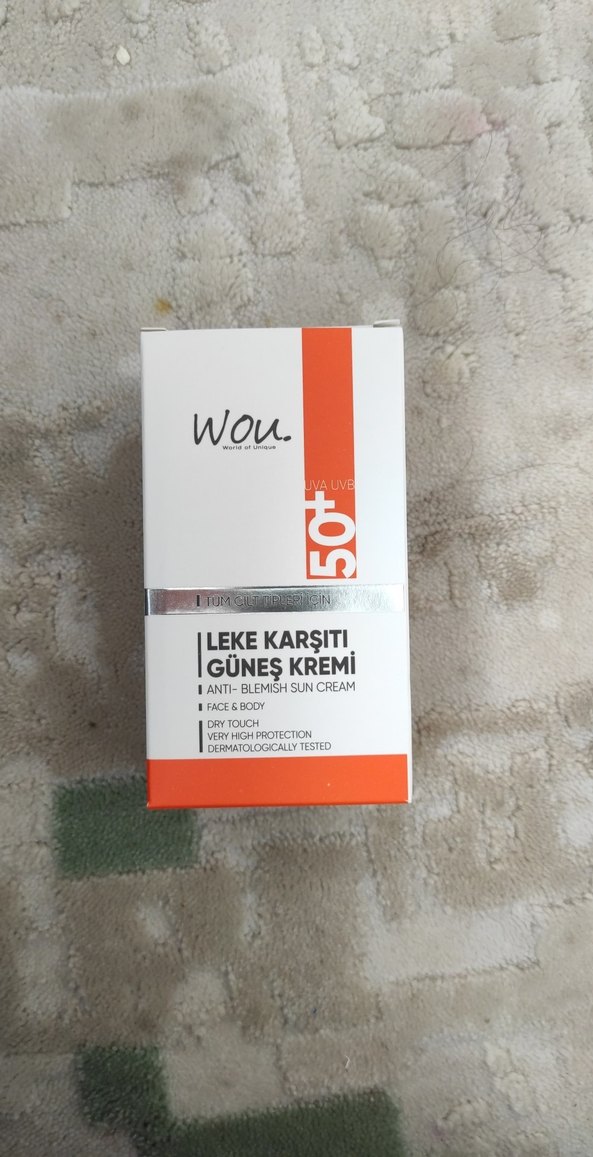 wou.
World of Unique
UVA UVB
50+
TÜM CİLT TİPLERİ İÇİN
LEKE KARŞITI
GÜNEŞ KREMİ
ANTI- BLEMISH SUN CREAM
FACE & BODY
DRY TOUCH
VERY HIGH PROTECTION
DERMATOLOGICALLY TESTED